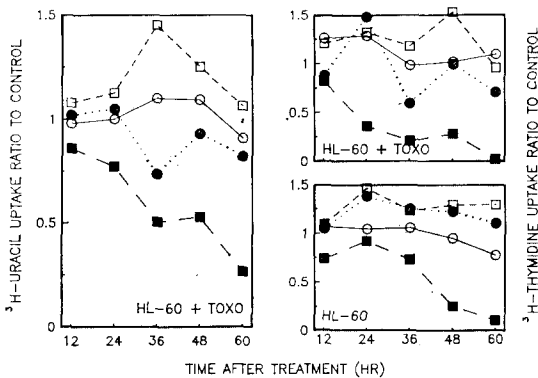 ³H-URACIL UPTAKE RATIO TO CONTROL
1.5
1
0.5
0
HL-60 + TOXO
12 24 36 48 60
1.5
1
0.5
0
HL-60 + TOXO
1.5
1
0.5
0
HL-60
12 24 36 48 60
³H-THYMIDINE UPTAKE RATIO TO CONTROL
TIME AFTER TREATMENT (HR)